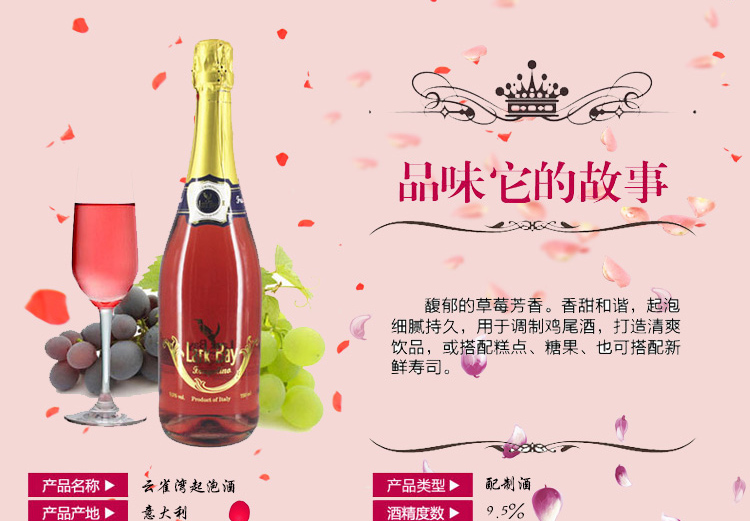 品味它的故事
馥郁的草莓芳香。香甜和谐，起泡
细腻持久，用于调制鸡尾酒，打造清爽
饮品，或搭配糕点、糖果、也可搭配新
鲜寿司。
Lark Bay
Product of Italy
产品名称 云雀湾起泡酒
产品类型 配制酒
产品产地 意大利
酒精度数 9.5%